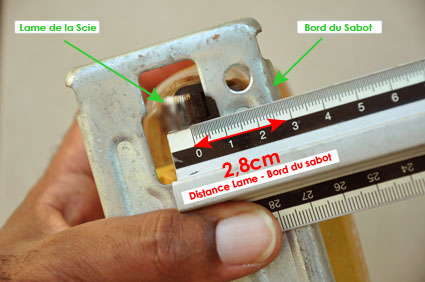 Lame de la Scie
Bord du Sabot
0 1 2 3 4 5 6
2,8cm
Distance Lame - Bord du sabot
28 27 26 25 24